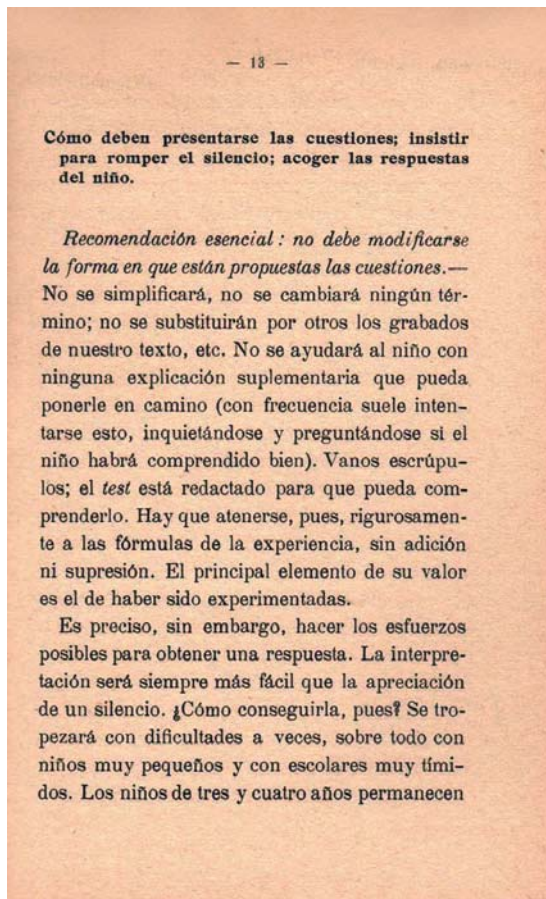 — 13 —
Cómo deben presentarse las cuestiones; insistir
para romper el silencio; acoger las respuestas
del niño.
Recomendación esencial: no debe modificarse
la forma en que están propuestas las cuestiones.—
No se simplificará, no se cambiará ningún tér-
mino; no se substituirán por otros los grabados
de nuestro texto, etc. No se ayudará al niño con
ninguna explicación suplementaria que pueda
ponerle en camino (con frecuencia suele inten-
tarse esto, inquietándose y preguntándose si el
niño habrá comprendido bien). Vanos escrúpu-
los; el test está redactado para que pueda com-
prenderlo. Hay que atenerse, pues, rigurosamen-
te a las fórmulas de la experiencia, sin adición
ni supresión. El principal elemento de su valor
es el de haber sido experimentadas.
Es preciso, sin embargo, hacer los esfuerzos
posibles para obtener una respuesta. La interpre-
tación será siempre más fácil que la apreciación
de un silencio. ¿Cómo conseguirla, pues? Se tro-
pezará con dificultades a veces, sobre todo con
niños muy pequeños y con escolares muy tími-
dos. Los niños de tres y cuatro años permanecen